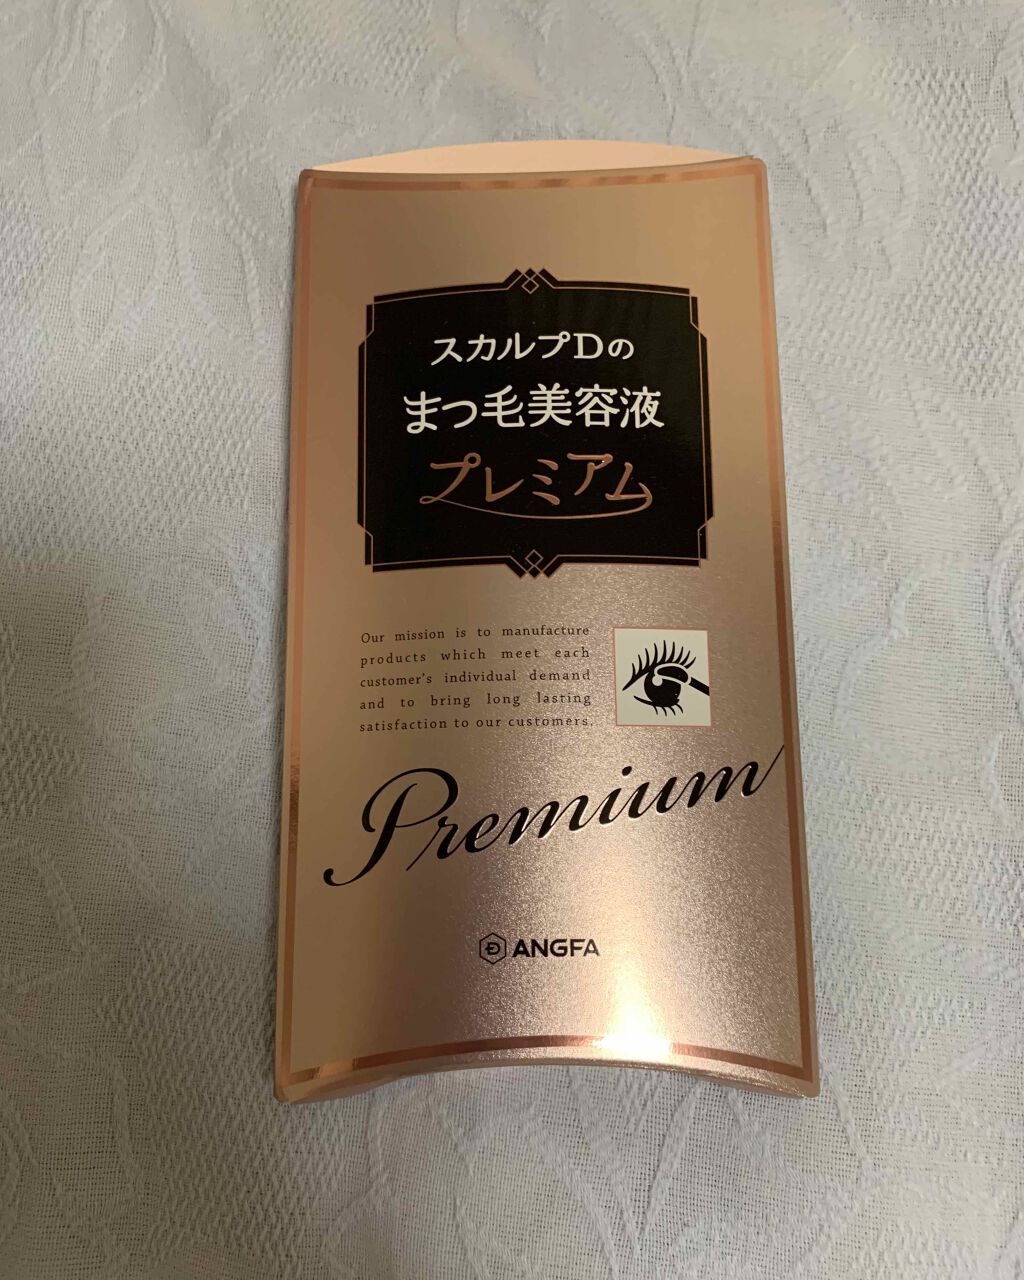 スカルプDの
まつ毛美容液
プレミアム
Our mission is to manufacture
products which meet each
customer's individual demand
and to bring long lasting
satisfaction to our customers.
Premium
ANGFA